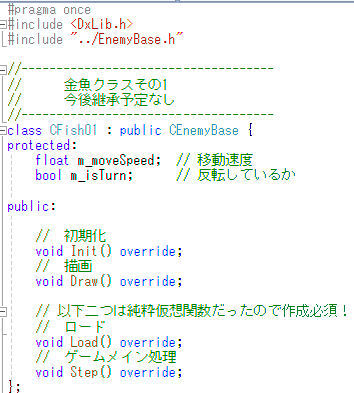 #pragma once
#include <DxLib.h>
#include "../EnemyBase.h"
//--------------------------------
//　　金魚クラスその1
//　　今後継承予定なし
//--------------------------------
class CFish01 : public CEnemyBase {
protected:
float m_moveSpeed; // 移動速度
bool m_isTurn; // 反転しているか
public:
// 初期化
void Init() override;
// 描画
void Draw() override;
// 以下二つは純粋仮想関数だったので作成必須！
// ロード
void Load() override;
// ゲームメイン処理
void Step() override;
};